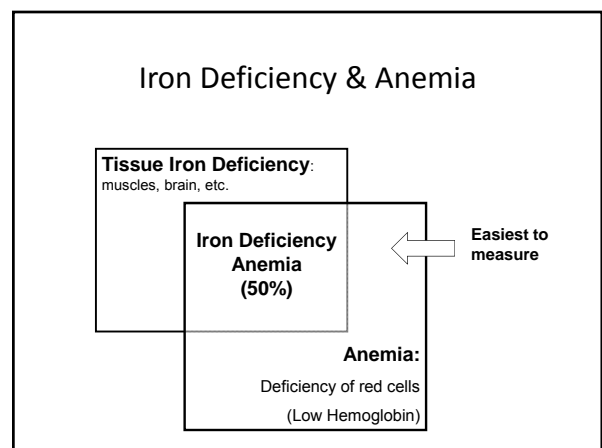 Iron Deficiency & Anemia
Tissue Iron Deficiency:
muscles, brain, etc.
Iron Deficiency
Anemia
(50%)
Easiest to
measure
Anemia:
Deficiency of red cells
(Low Hemoglobin)